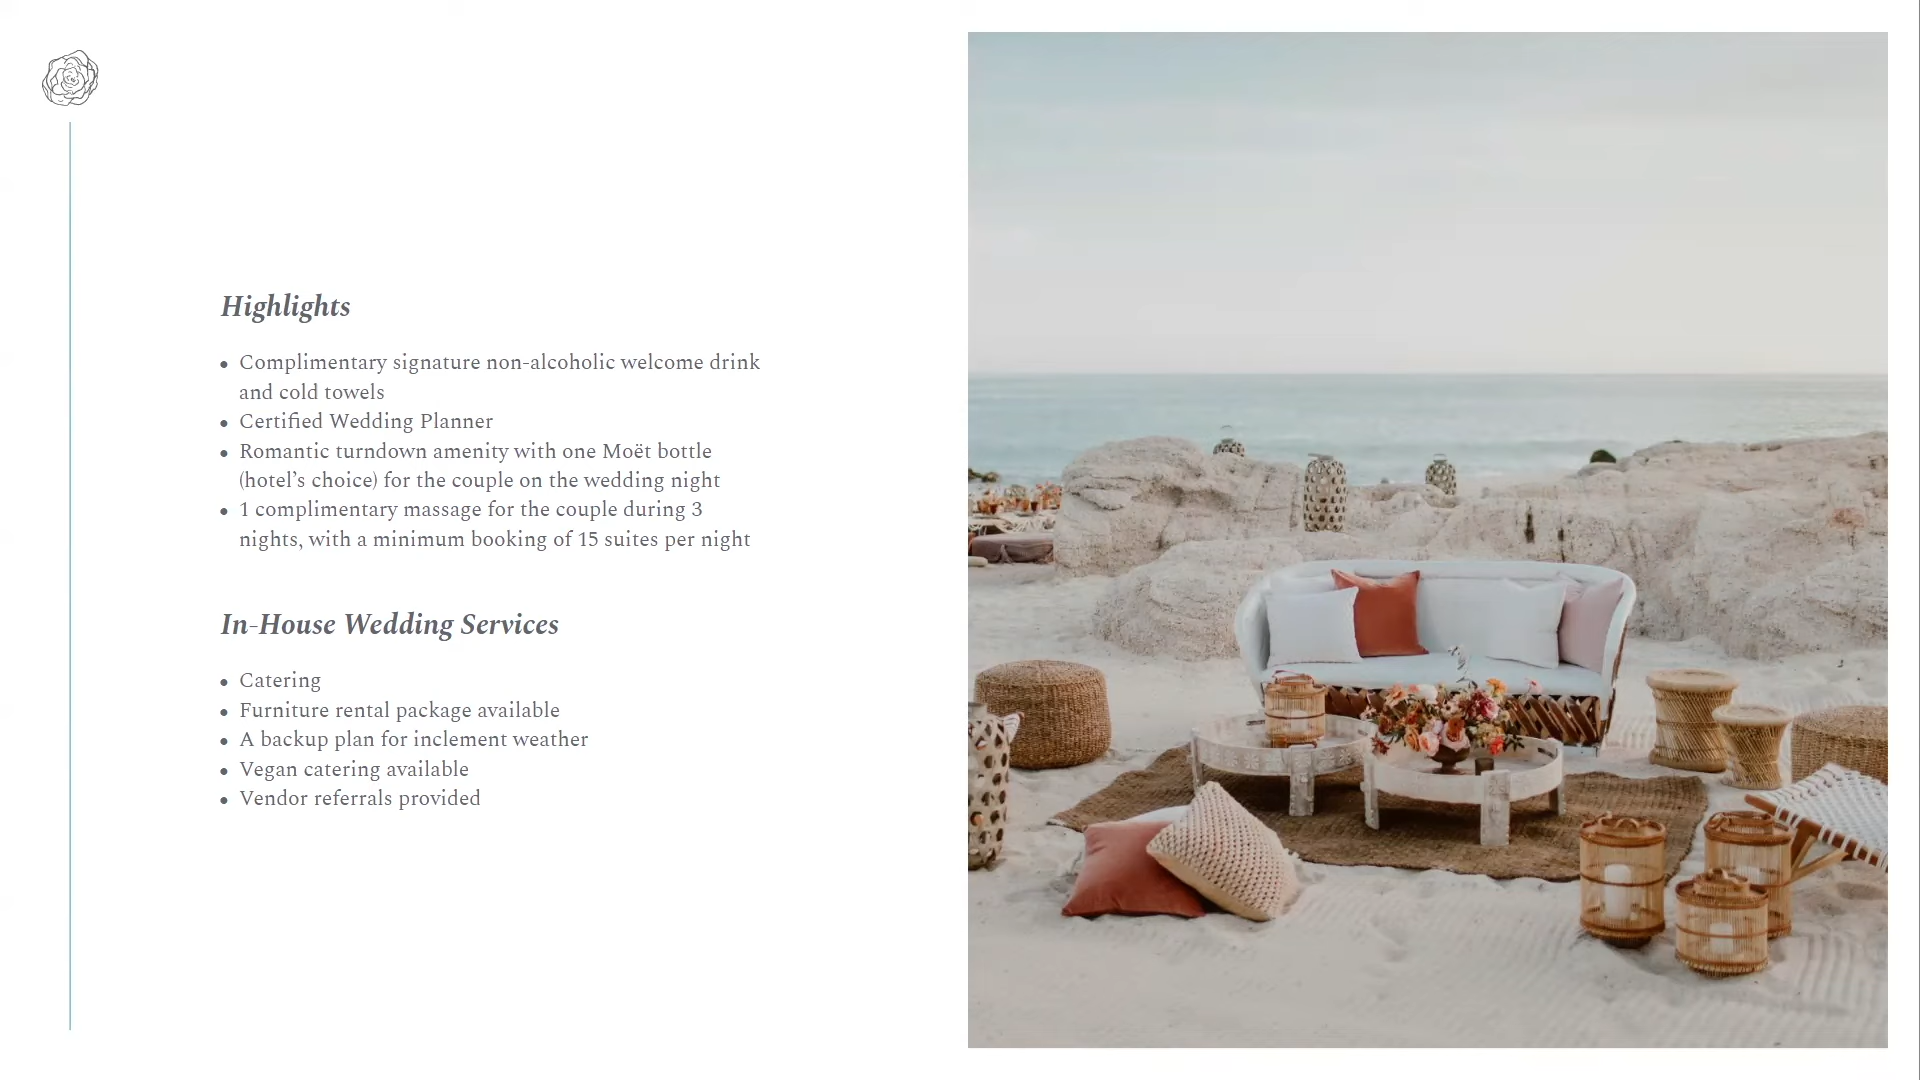 Highlights
• Complimentary signature non-alcoholic welcome drink
and cold towels
• Certified Wedding Planner
• Romantic turndown amenity with one Moët bottle
(hotel’s choice) for the couple on the wedding night
• 1 complimentary massage for the couple during 3
nights, with a minimum booking of 15 suites per night
In-House Wedding Services
• Catering
• Furniture rental package available
• A backup plan for inclement weather
• Vegan catering available
• Vendor referrals provided